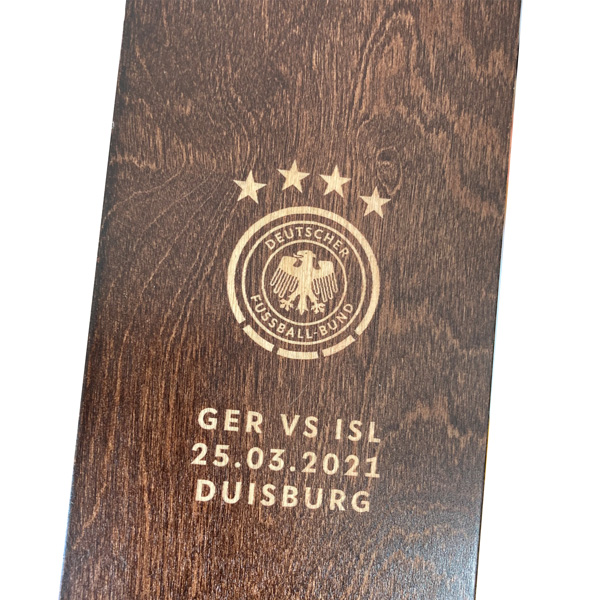 DEUTSCHER
FUSSBALL-BUND
GER VS ISL
25.03.2021
DUISBURG